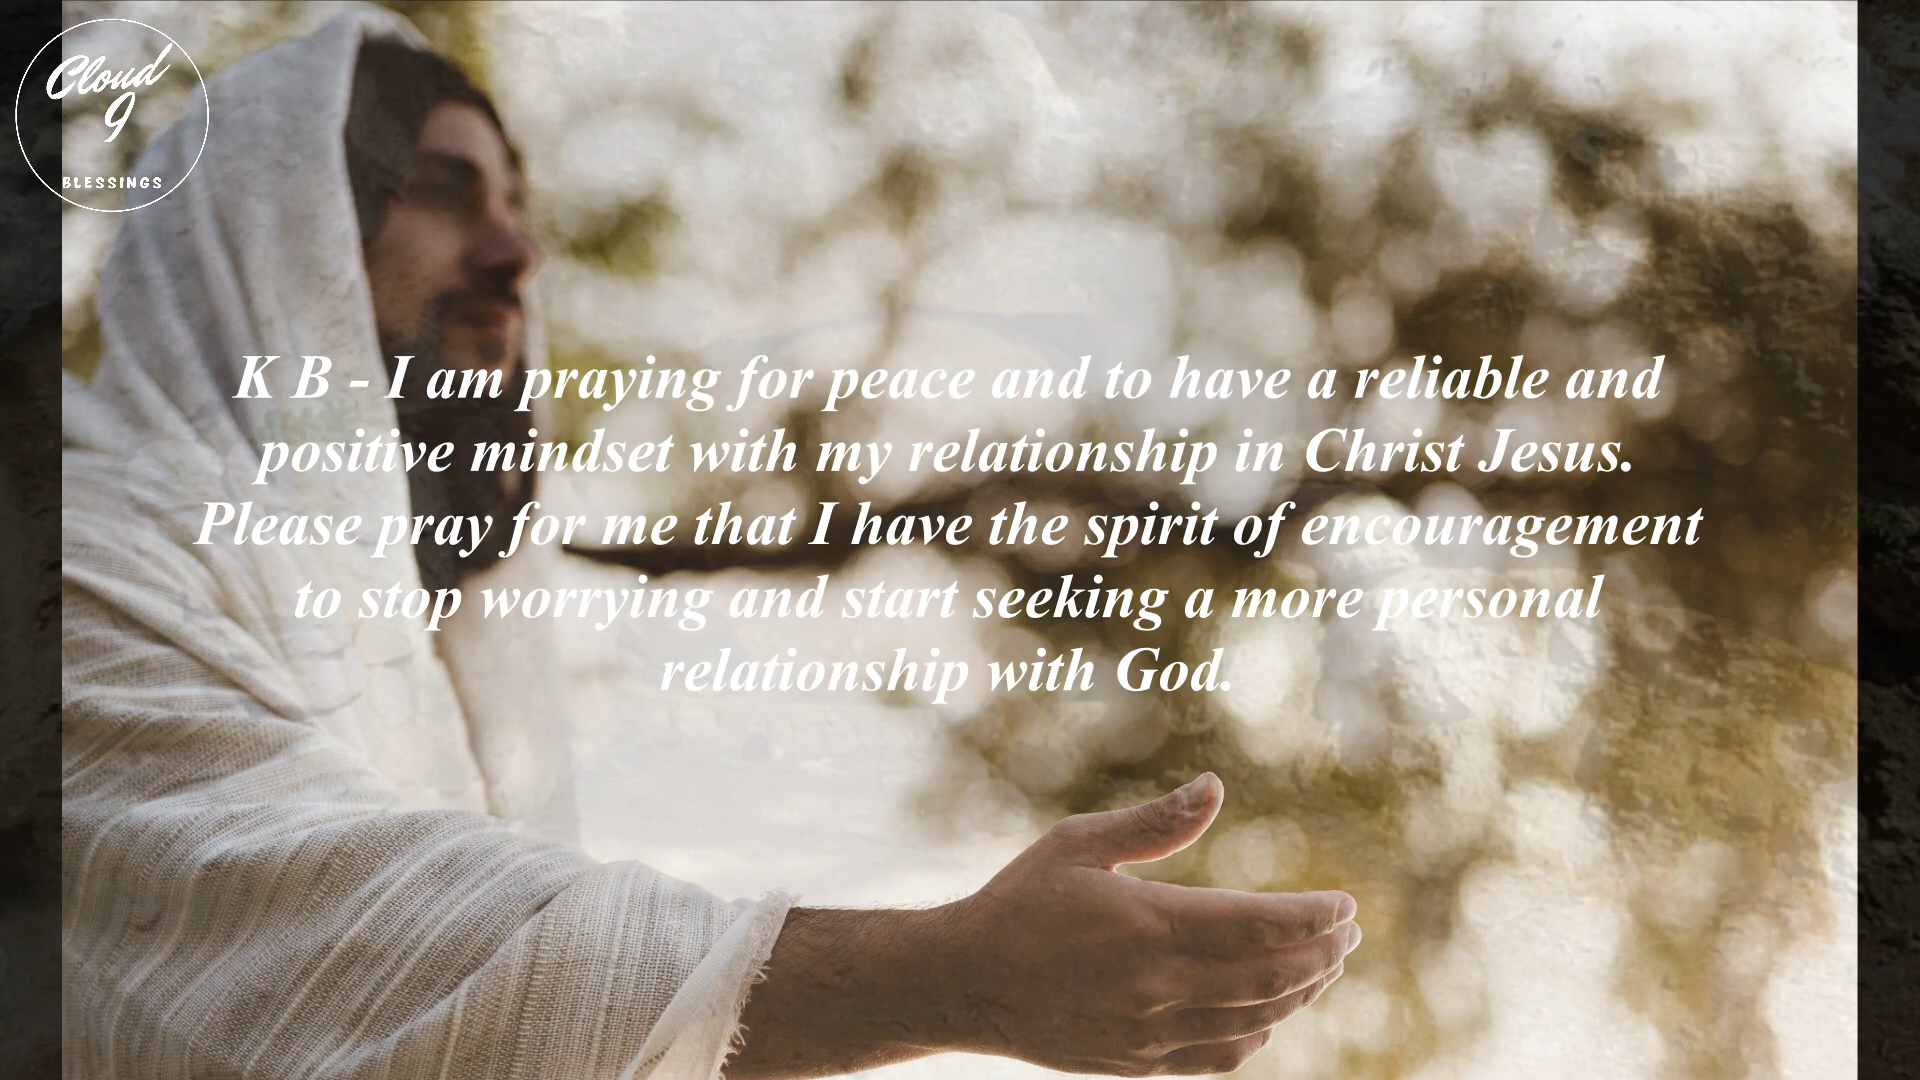 Cloud
9
BLESSINGS
K B - I am praying for peace and to have a reliable and
positive mindset with my relationship in Christ Jesus.
Please pray for me that I have the spirit of encouragement
to stop worrying and start seeking a more personal
relationship with God.